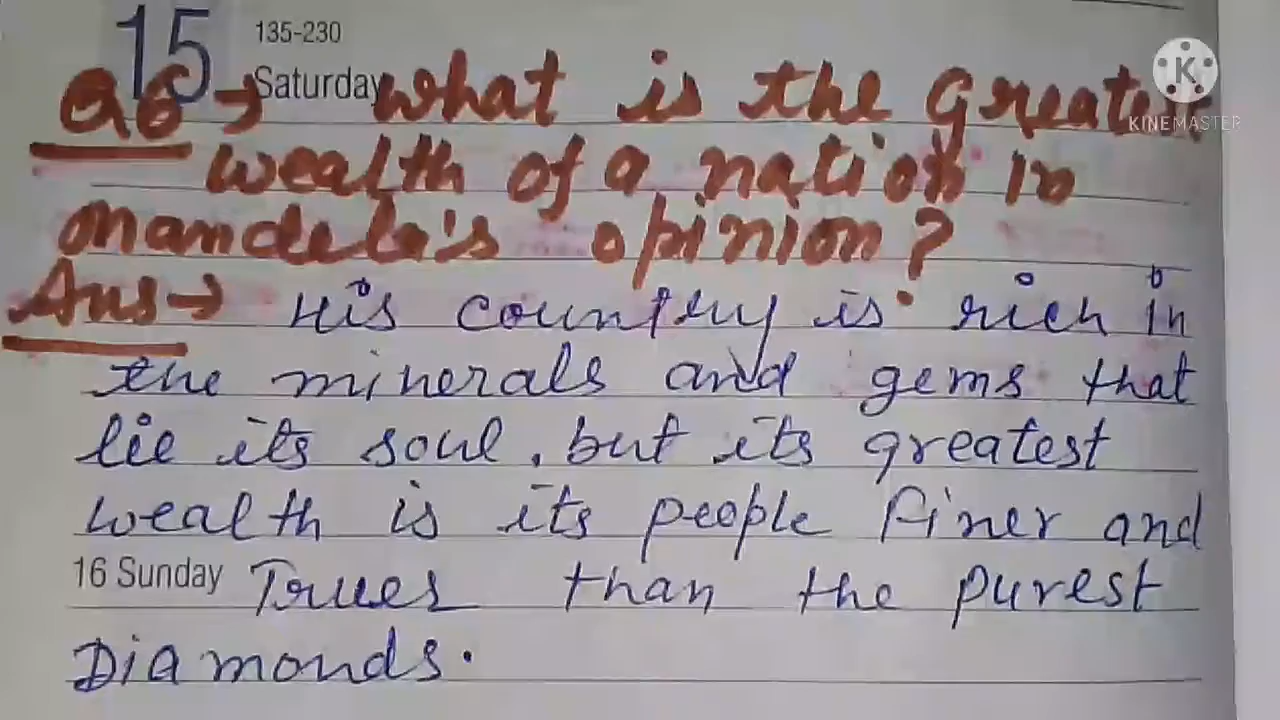 15
135-230
Saturday
Q6 → what is the Greatest
wealth of a nation in
mandela's opinion?
Ans → His country is rich in
the minerals and gems that
lie its soul, but its greatest
wealth is its people finer and
16 Sunday
Truer than the purest
Diamonds.
K
KINEMASTER